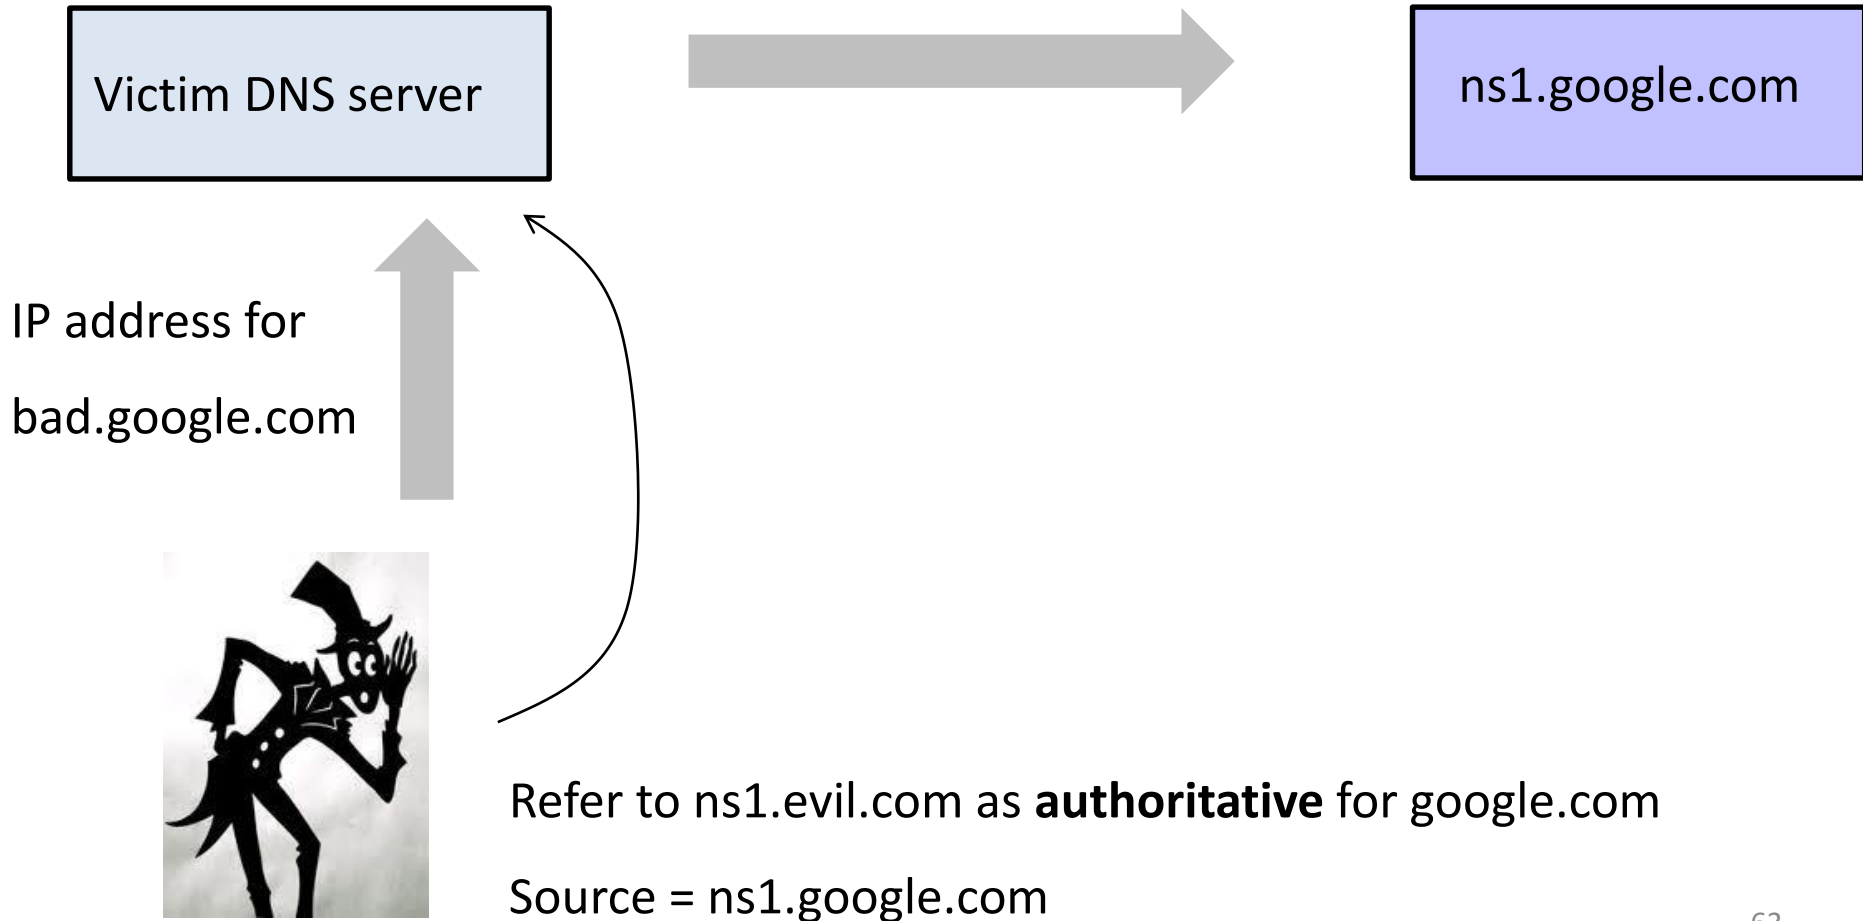 Victim DNS server
ns1.google.com
IP address for
bad.google.com
Refer to ns1.evil.com as authoritative for google.com
Source = ns1.google.com